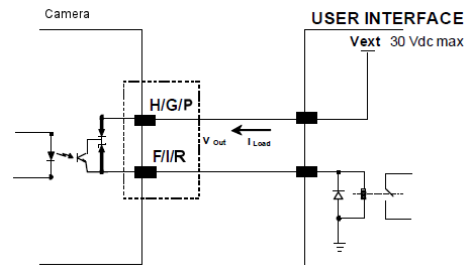 Camera
USER INTERFACE
Vext 30 Vdc max
H/G/P
V Out
I Load
F/I/R